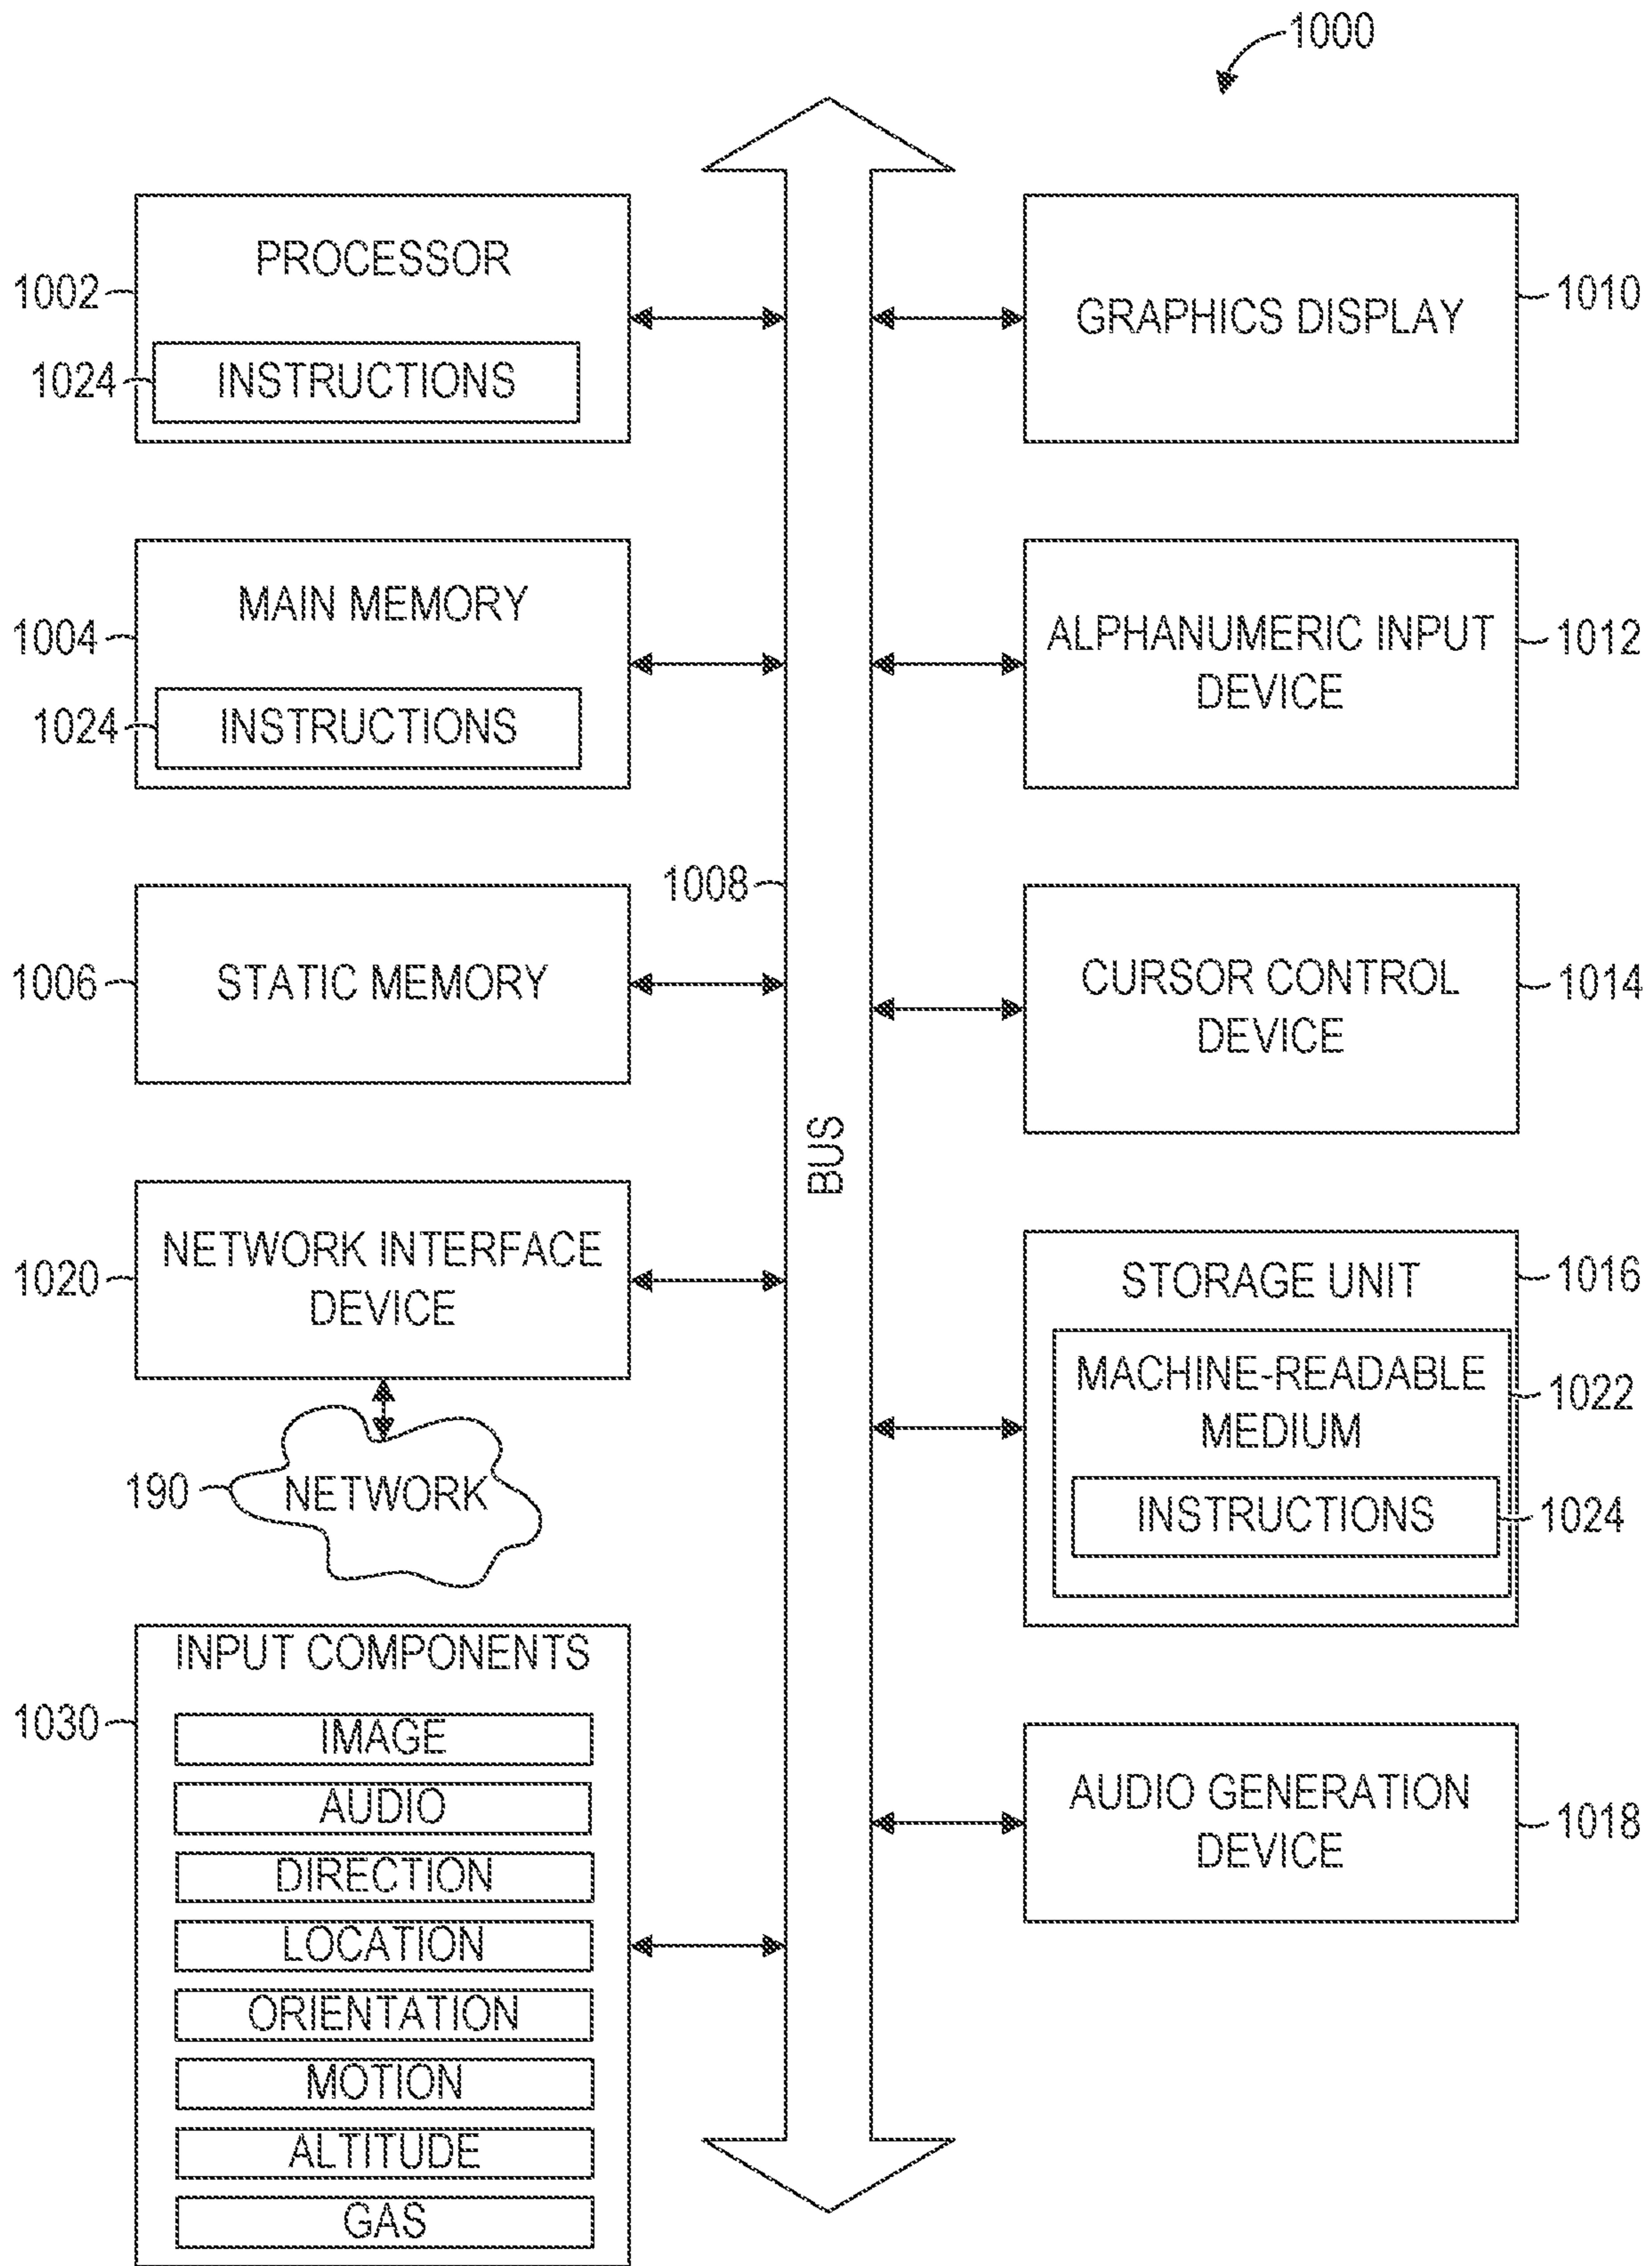 1000
PROCESSOR
1002
1024
INSTRUCTIONS
MAIN MEMORY
1004
1024
INSTRUCTIONS
1008
1006
STATIC MEMORY
BUS
NETWORK INTERFACE
DEVICE
1020
190
NETWORK
INPUT COMPONENTS
1030
IMAGE
AUDIO
DIRECTION
LOCATION
ORIENTATION
MOTION
ALTITUDE
GAS
GRAPHICS DISPLAY
1010
ALPHANUMERIC INPUT
DEVICE
1012
CURSOR CONTROL
DEVICE
1014
STORAGE UNIT
1016
MACHINE-READABLE
MEDIUM
1022
INSTRUCTIONS
1024
AUDIO GENERATION
DEVICE
1018